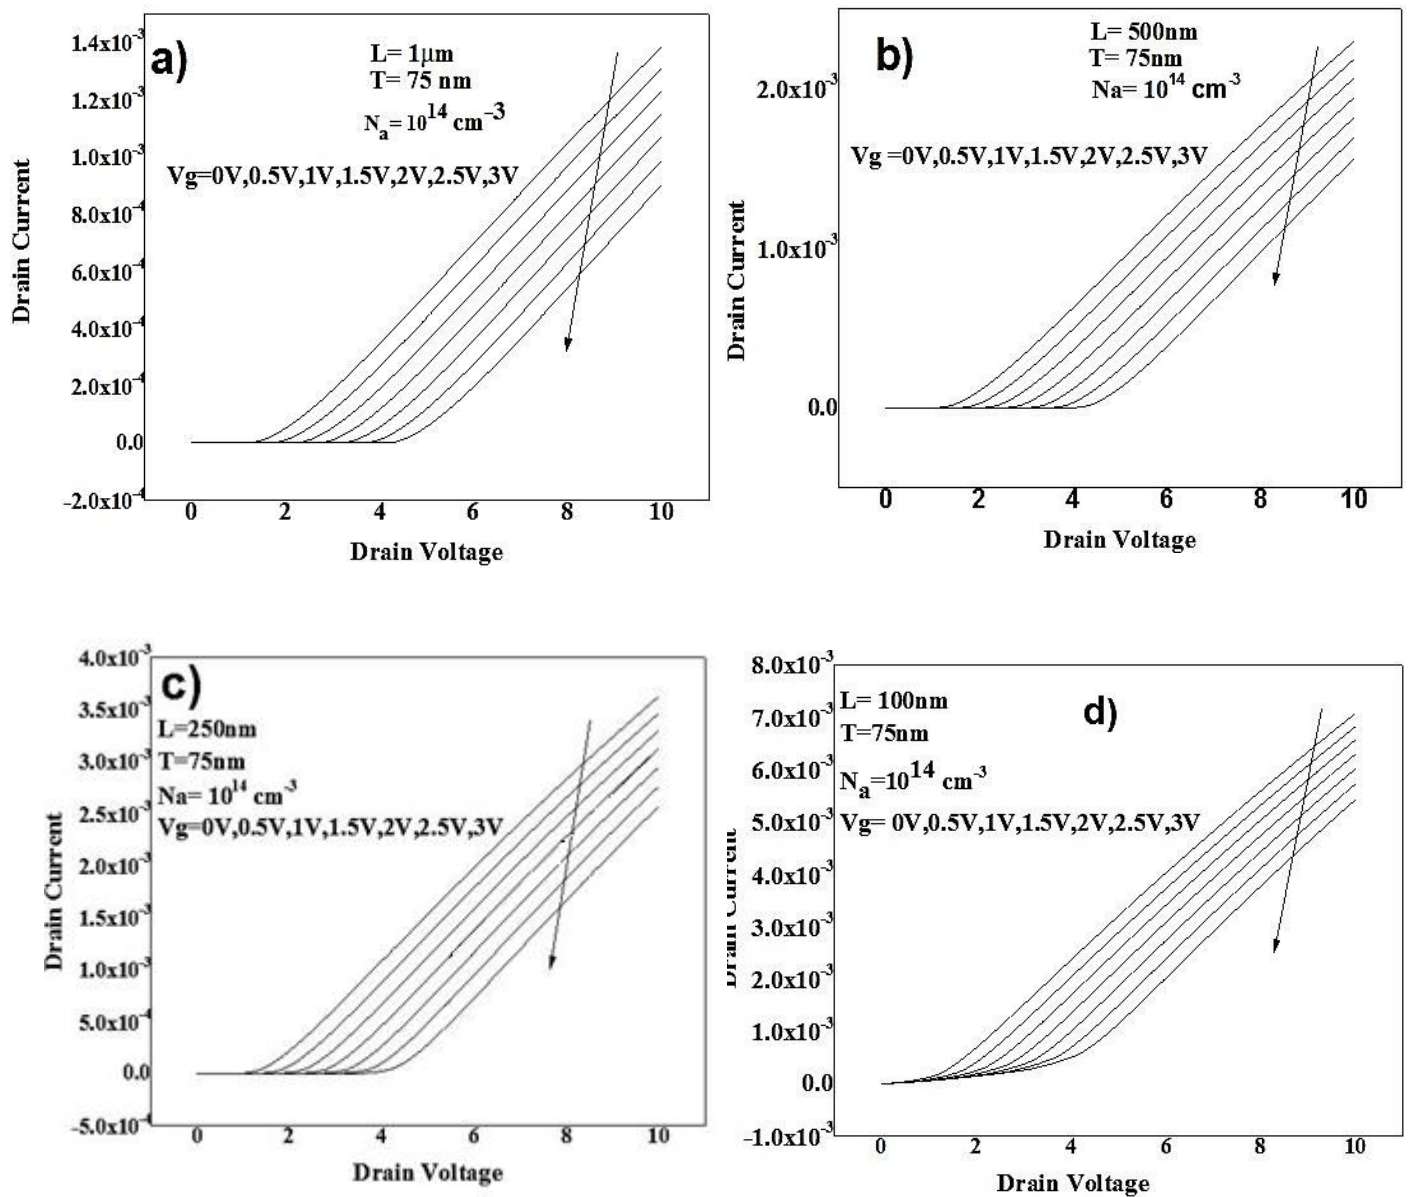 a)
L= 1μm
T= 75 nm
Nₐ= 10¹⁴ cm⁻³
Vg=0V,0.5V,1V,1.5V,2V,2.5V,3V
1.4x10⁻³
1.2x10⁻³
1.0x10⁻³
8.0x10⁻⁴
6.0x10⁻⁴
4.0x10⁻⁴
2.0x10⁻⁴
0.0
-2.0x10⁻⁴
Drain Current
0 2 4 6 8 10
Drain Voltage
b)
L= 500nm
T= 75nm
Na= 10¹⁴ cm⁻³
Vg =0V,0.5V,1V,1.5V,2V,2.5V,3V
2.0x10⁻³
1.0x10⁻³
0.0
Drain Current
0 2 4 6 8 10
Drain Voltage
c)
L=250nm
T=75nm
Na= 10¹⁴ cm⁻³
Vg=0V,0.5V,1V,1.5V,2V,2.5V,3V
4.0x10⁻³
3.5x10⁻³
3.0x10⁻³
2.5x10⁻³
2.0x10⁻³
1.5x10⁻³
1.0x10⁻³
5.0x10⁻⁴
0.0
-5.0x10⁻⁴
Drain Current
0 2 4 6 8 10
Drain Voltage
d)
L= 100nm
T=75nm
Nₐ=10¹⁴ cm⁻³
Vg= 0V,0.5V,1V,1.5V,2V,2.5V,3V
8.0x10⁻³
7.0x10⁻³
6.0x10⁻³
5.0x10⁻³
4.0x10⁻³
3.0x10⁻³
2.0x10⁻³
1.0x10⁻³
0.0
-1.0x10⁻³
Drain Current
0 2 4 6 8 10
Drain Voltage